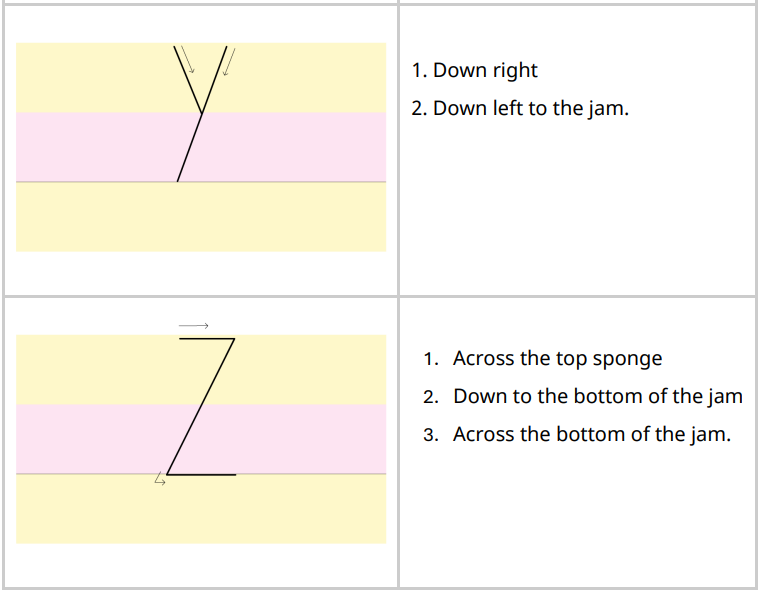 1. Down right
2. Down left to the jam.
1. Across the top sponge
2. Down to the bottom of the jam
3. Across the bottom of the jam.